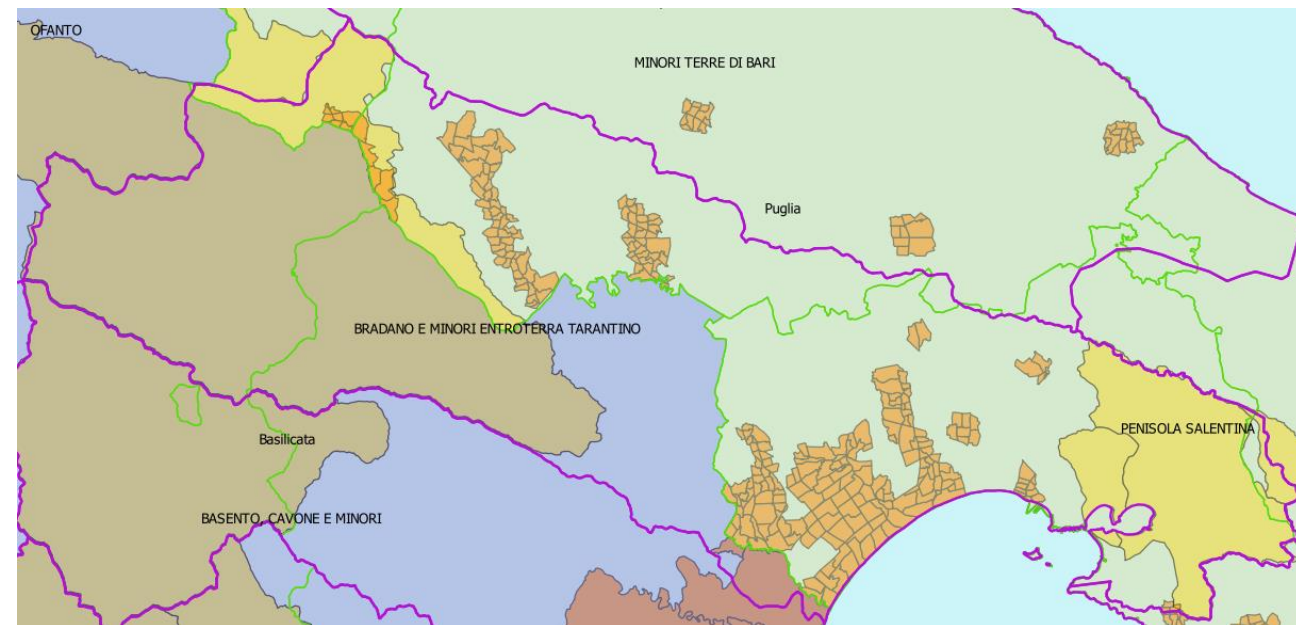 OFANTO
MINORI TERRE DI BARI
Puglia
BRADANO E MINORI ENTROTERRA TARANTINO
Basilicata
PENISOLA SALENTINA
BASENTO, CAVONE E MINORI